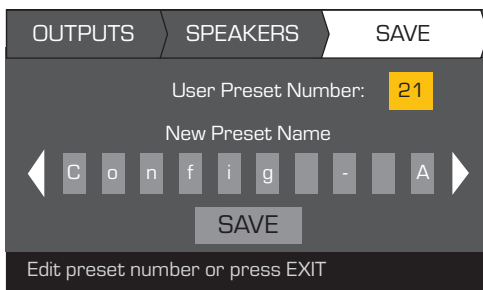 OUTPUTS SPEAKERS SAVE
User Preset Number: 21
New Preset Name
C o n f i g - A
SAVE
Edit preset number or press EXIT